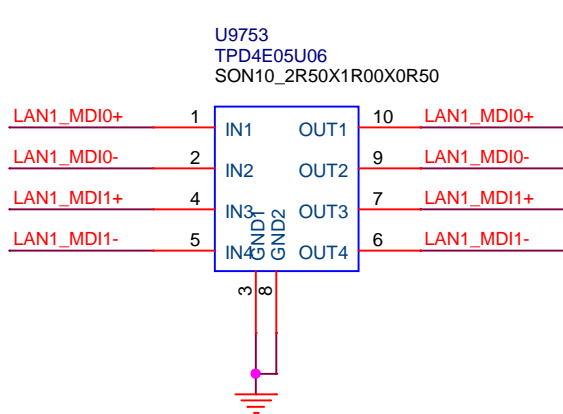 U9753
TPD4E05U06
SON10_2R50X1R00X0R50
LAN1_MDI0+ 1 IN1 OUT1 10 LAN1_MDI0+
LAN1_MDI0- 2 IN2 OUT2 9 LAN1_MDI0-
LAN1_MDI1+ 4 IN3 OUT3 7 LAN1_MDI1+
LAN1_MDI1- 5 IN4 OUT4 6 LAN1_MDI1-
GND1
GND2
3
8